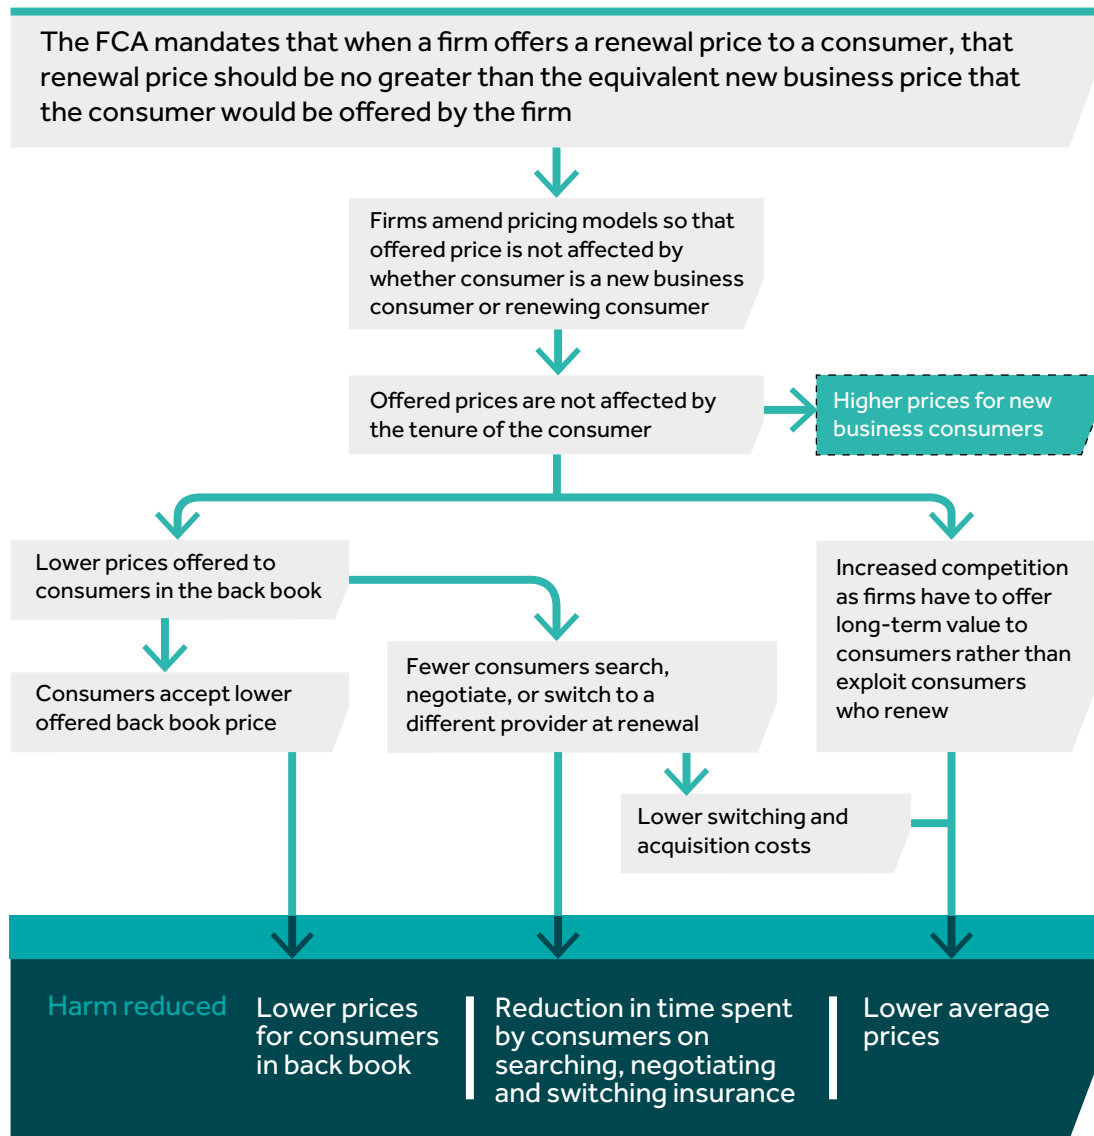 The FCA mandates that when a firm offers a renewal price to a consumer, that
renewal price should be no greater than the equivalent new business price that
the consumer would be offered by the firm
Firms amend pricing models so that
offered price is not affected by
whether consumer is a new business
consumer or renewing consumer
Offered prices are not affected by
the tenure of the consumer
Higher prices for new
business consumers
Lower prices offered to
consumers in the back book
Increased competition
as firms have to offer
long-term value to
consumers rather than
exploit consumers
who renew
Consumers accept lower
offered back book price
Fewer consumers search,
negotiate, or switch to a
different provider at renewal
Lower switching and
acquisition costs
Harm reduced
Lower prices
for consumers
in back book
Reduction in time spent
by consumers on
searching, negotiating
and switching insurance
Lower average
prices